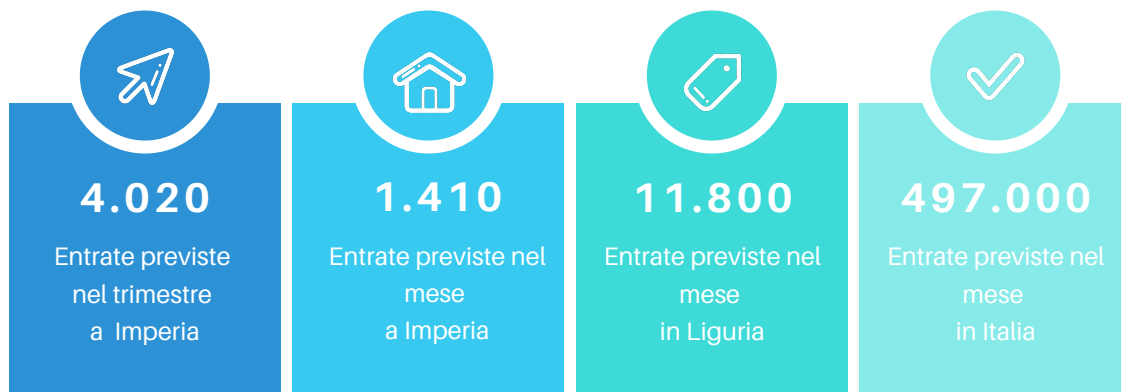 4.020
Entrate previste
nel trimestre
a Imperia
1.410
Entrate previste nel
mese
a Imperia
11.800
Entrate previste nel
mese
in Liguria
497.000
Entrate previste nel
mese
in Italia